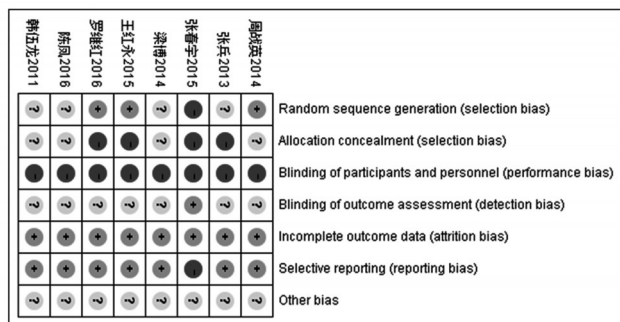 韩伍龙2011
陈凤2016
罗继红2016
王红永2015
梁博2014
张春宇2015
张兵2013
周战英2014
? ? + + ? - ? + Random sequence generation (selection bias)
? ? - - ? - - ? Allocation concealment (selection bias)
- - - - - - - - Blinding of participants and personnel (performance bias)
? ? ? ? ? + ? ? Blinding of outcome assessment (detection bias)
+ + + + + + + + Incomplete outcome data (attrition bias)
+ + + + + - + + Selective reporting (reporting bias)
? ? ? ? ? ? ? ? Other bias